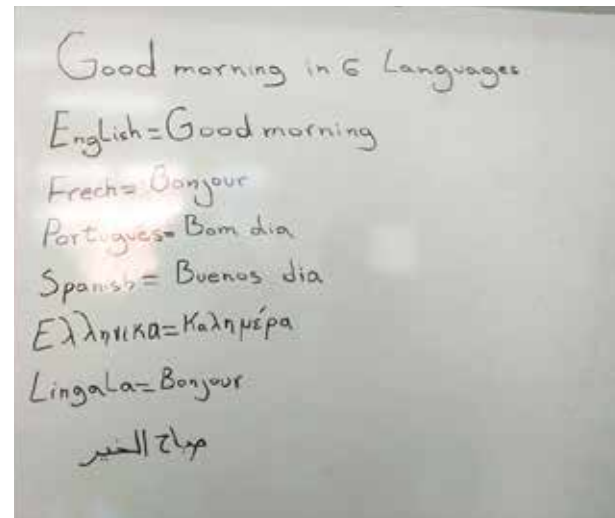 Good morning in 6 Languages
English=Good morning
Frech= Bonjour
Portugués= Bom dia
Spanish= Buenos dia
Ελληνικα=Καλημέρα
Lingala=Bonjour
صباح الخير